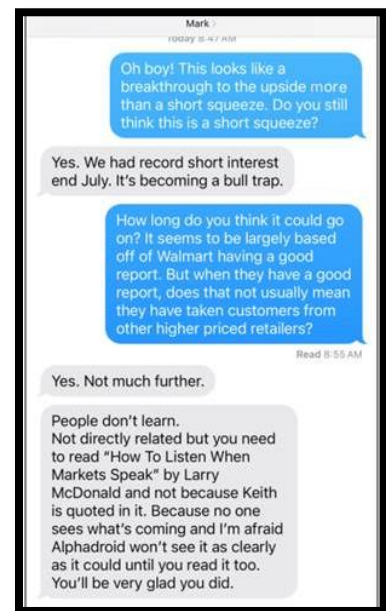 Mark >
Today 8:47 AM
Oh boy! This looks like a
breakthrough to the upside more
than a short squeeze. Do you still
think this is a short squeeze?
Yes. We had record short interest
end July. It's becoming a bull trap.
How long do you think it could go
on? It seems to be largely based
off of Walmart having a good
report. But when they have a good
report, does that not usually mean
they have taken customers from
other higher priced retailers?
Read 8:55 AM
Yes. Not much further.
People don't learn.
Not directly related but you need
to read "How To Listen When
Markets Speak" by Larry
McDonald and not because Keith
is quoted in it. Because no one
sees what's coming and I'm afraid
Alphadroid won't see it as clearly
as it could until you read it too.
You'll be very glad you did.